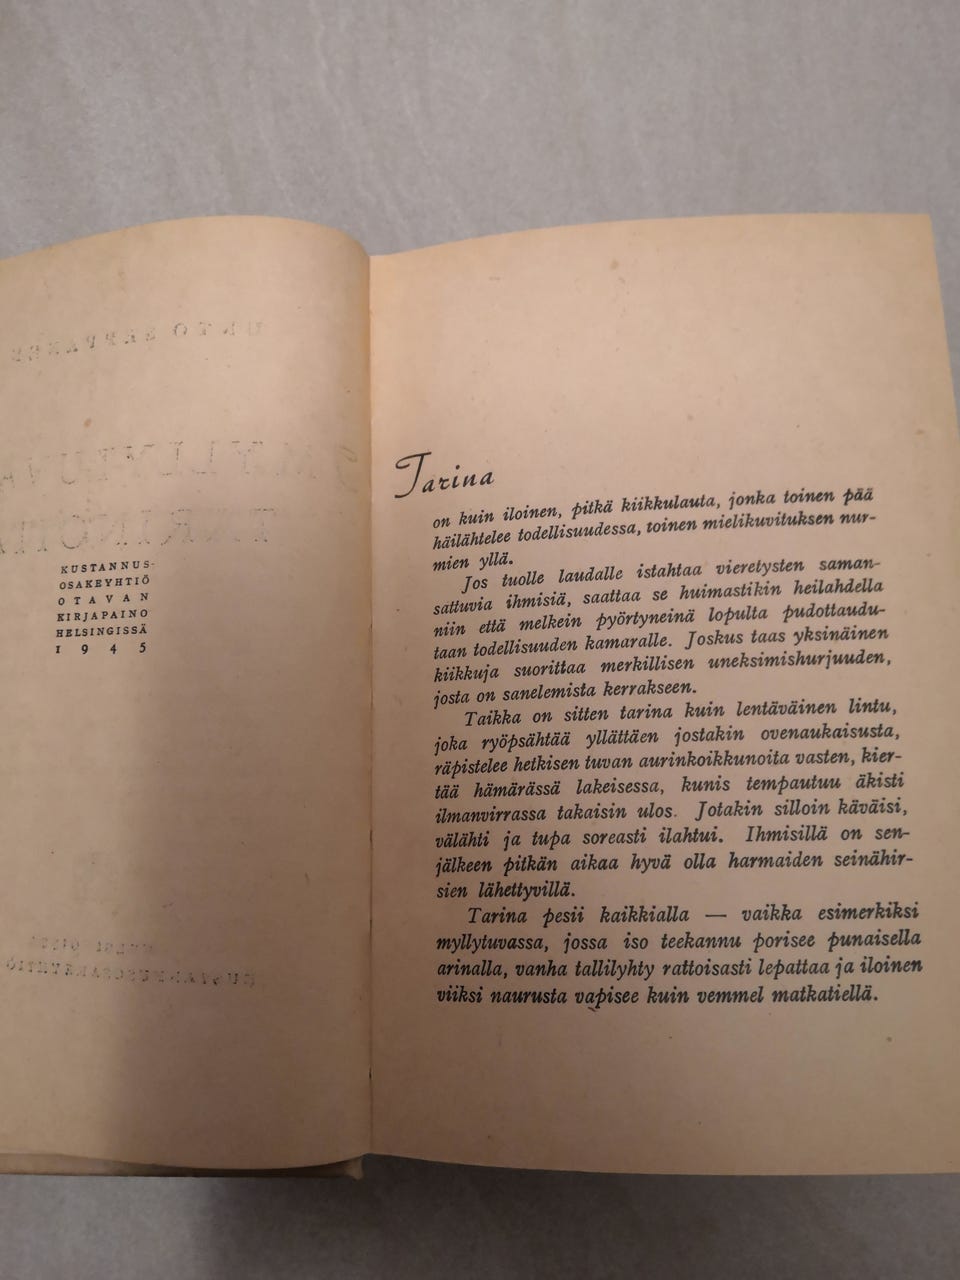 KUSTANNUS-
OSAKEYHTIÖ
OTAVAN
KIRJAPAINO
HELSINGISSÄ
1945
Tarina
on kuin iloinen, pitkä kiikkulauta, jonka toinen pää
häilähtelee todellisuudessa, toinen mielikuvituksen nur-
mien yllä.
Jos tuolle laudalle istahtaa vieretysten saman-
sattuvia ihmisiä, saattaa se huimastikin heilahdella
niin että melkein pyörtyneinä lopulta pudottaudu-
taan todellisuuden kamaralle. Joskus taas yksinäinen
kiikkuja suorittaa merkillisen uneksimishurjuuden,
josta on sanelemista kerrakseen.
Taikka on sitten tarina kuin lentäväinen lintu,
joka ryöpsähtää yllättäen jostakin ovenaukaisusta,
räpistelee hetkisen tuvan aurinkoikkunoita vasten, kier-
tää hämärässä lakeisessa, kunis tempautuu äkisti
ilmanvirrassa takaisin ulos. Jotakin silloin käväisi,
välähti ja tupa soreasti ilahtui. Ihmisillä on sen-
jälkeen pitkän aikaa hyvä olla harmaiden seinähir-
sien lähettyvillä.
Tarina pesii kaikkialla — vaikka esimerkiksi
myllytuvassa, jossa iso teekannu porisee punaisella
arinalla, vanha tallilyhty rattoisasti lepattaa ja iloinen
viiksi naurusta vapisee kuin vemmel matkatiellä.